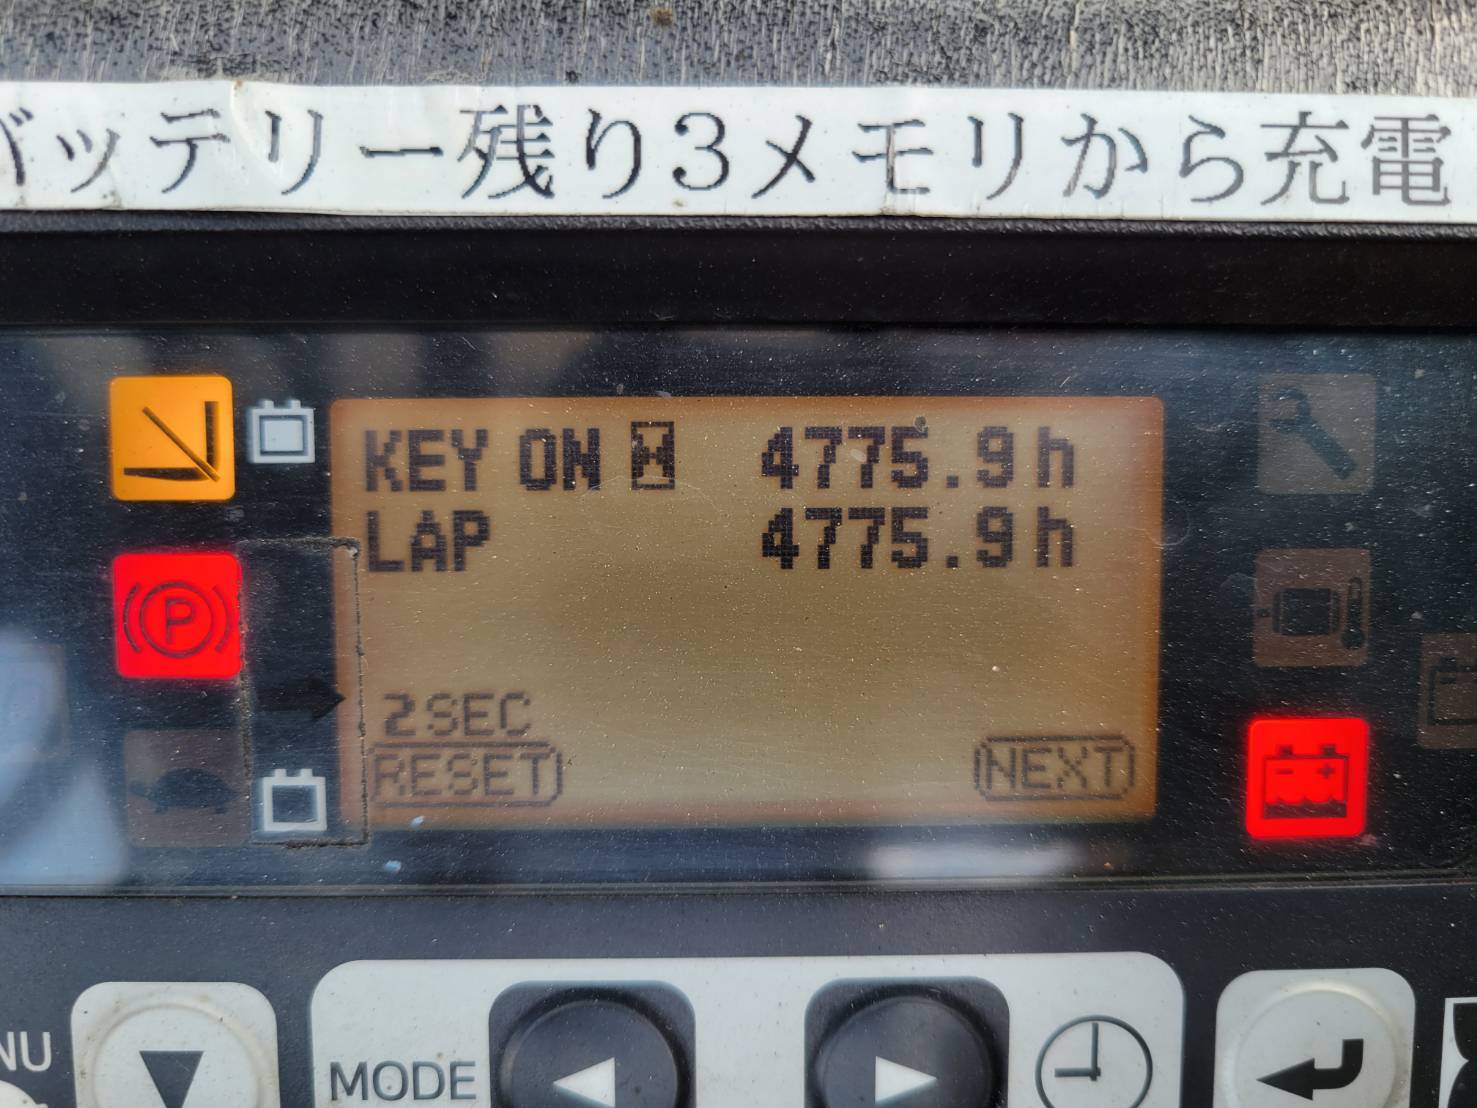 バッテリー残り3メモリから充電
KEY ON 4775.9h
LAP 4775.9h
P
2SEC
RESET NEXT
- +
MODE